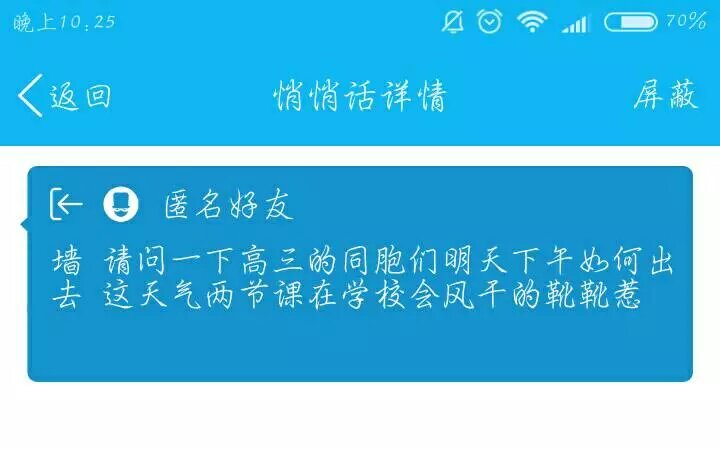 晚上10:25
70%
返回 悄悄话详情 屏蔽
匿名好友
墙 请问一下高三的同胞们明天下午如何出
去 这天气两节课在学校会风干的靴靴惹